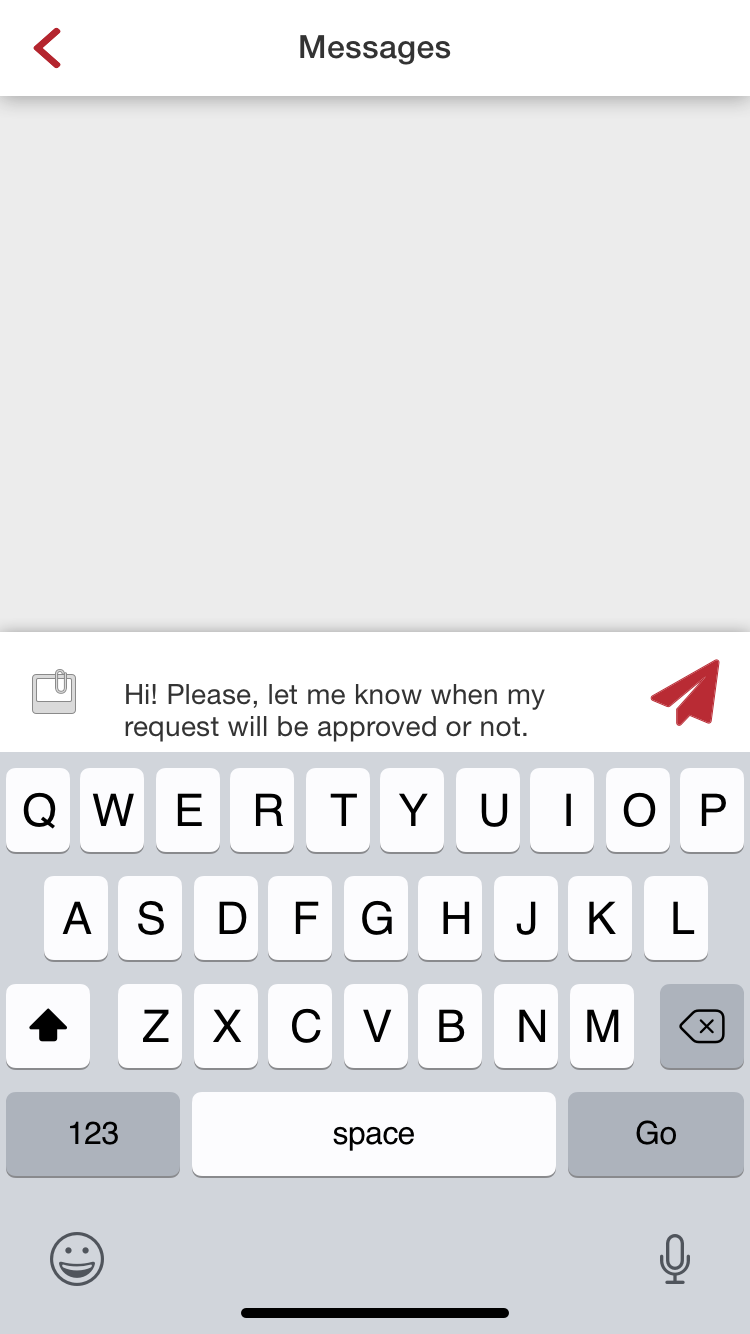 Messages
Hi! Please, let me know when my
request will be approved or not.
Q W E R T Y U I O P
A S D F G H J K L
Z X C V B N M
123 space Go